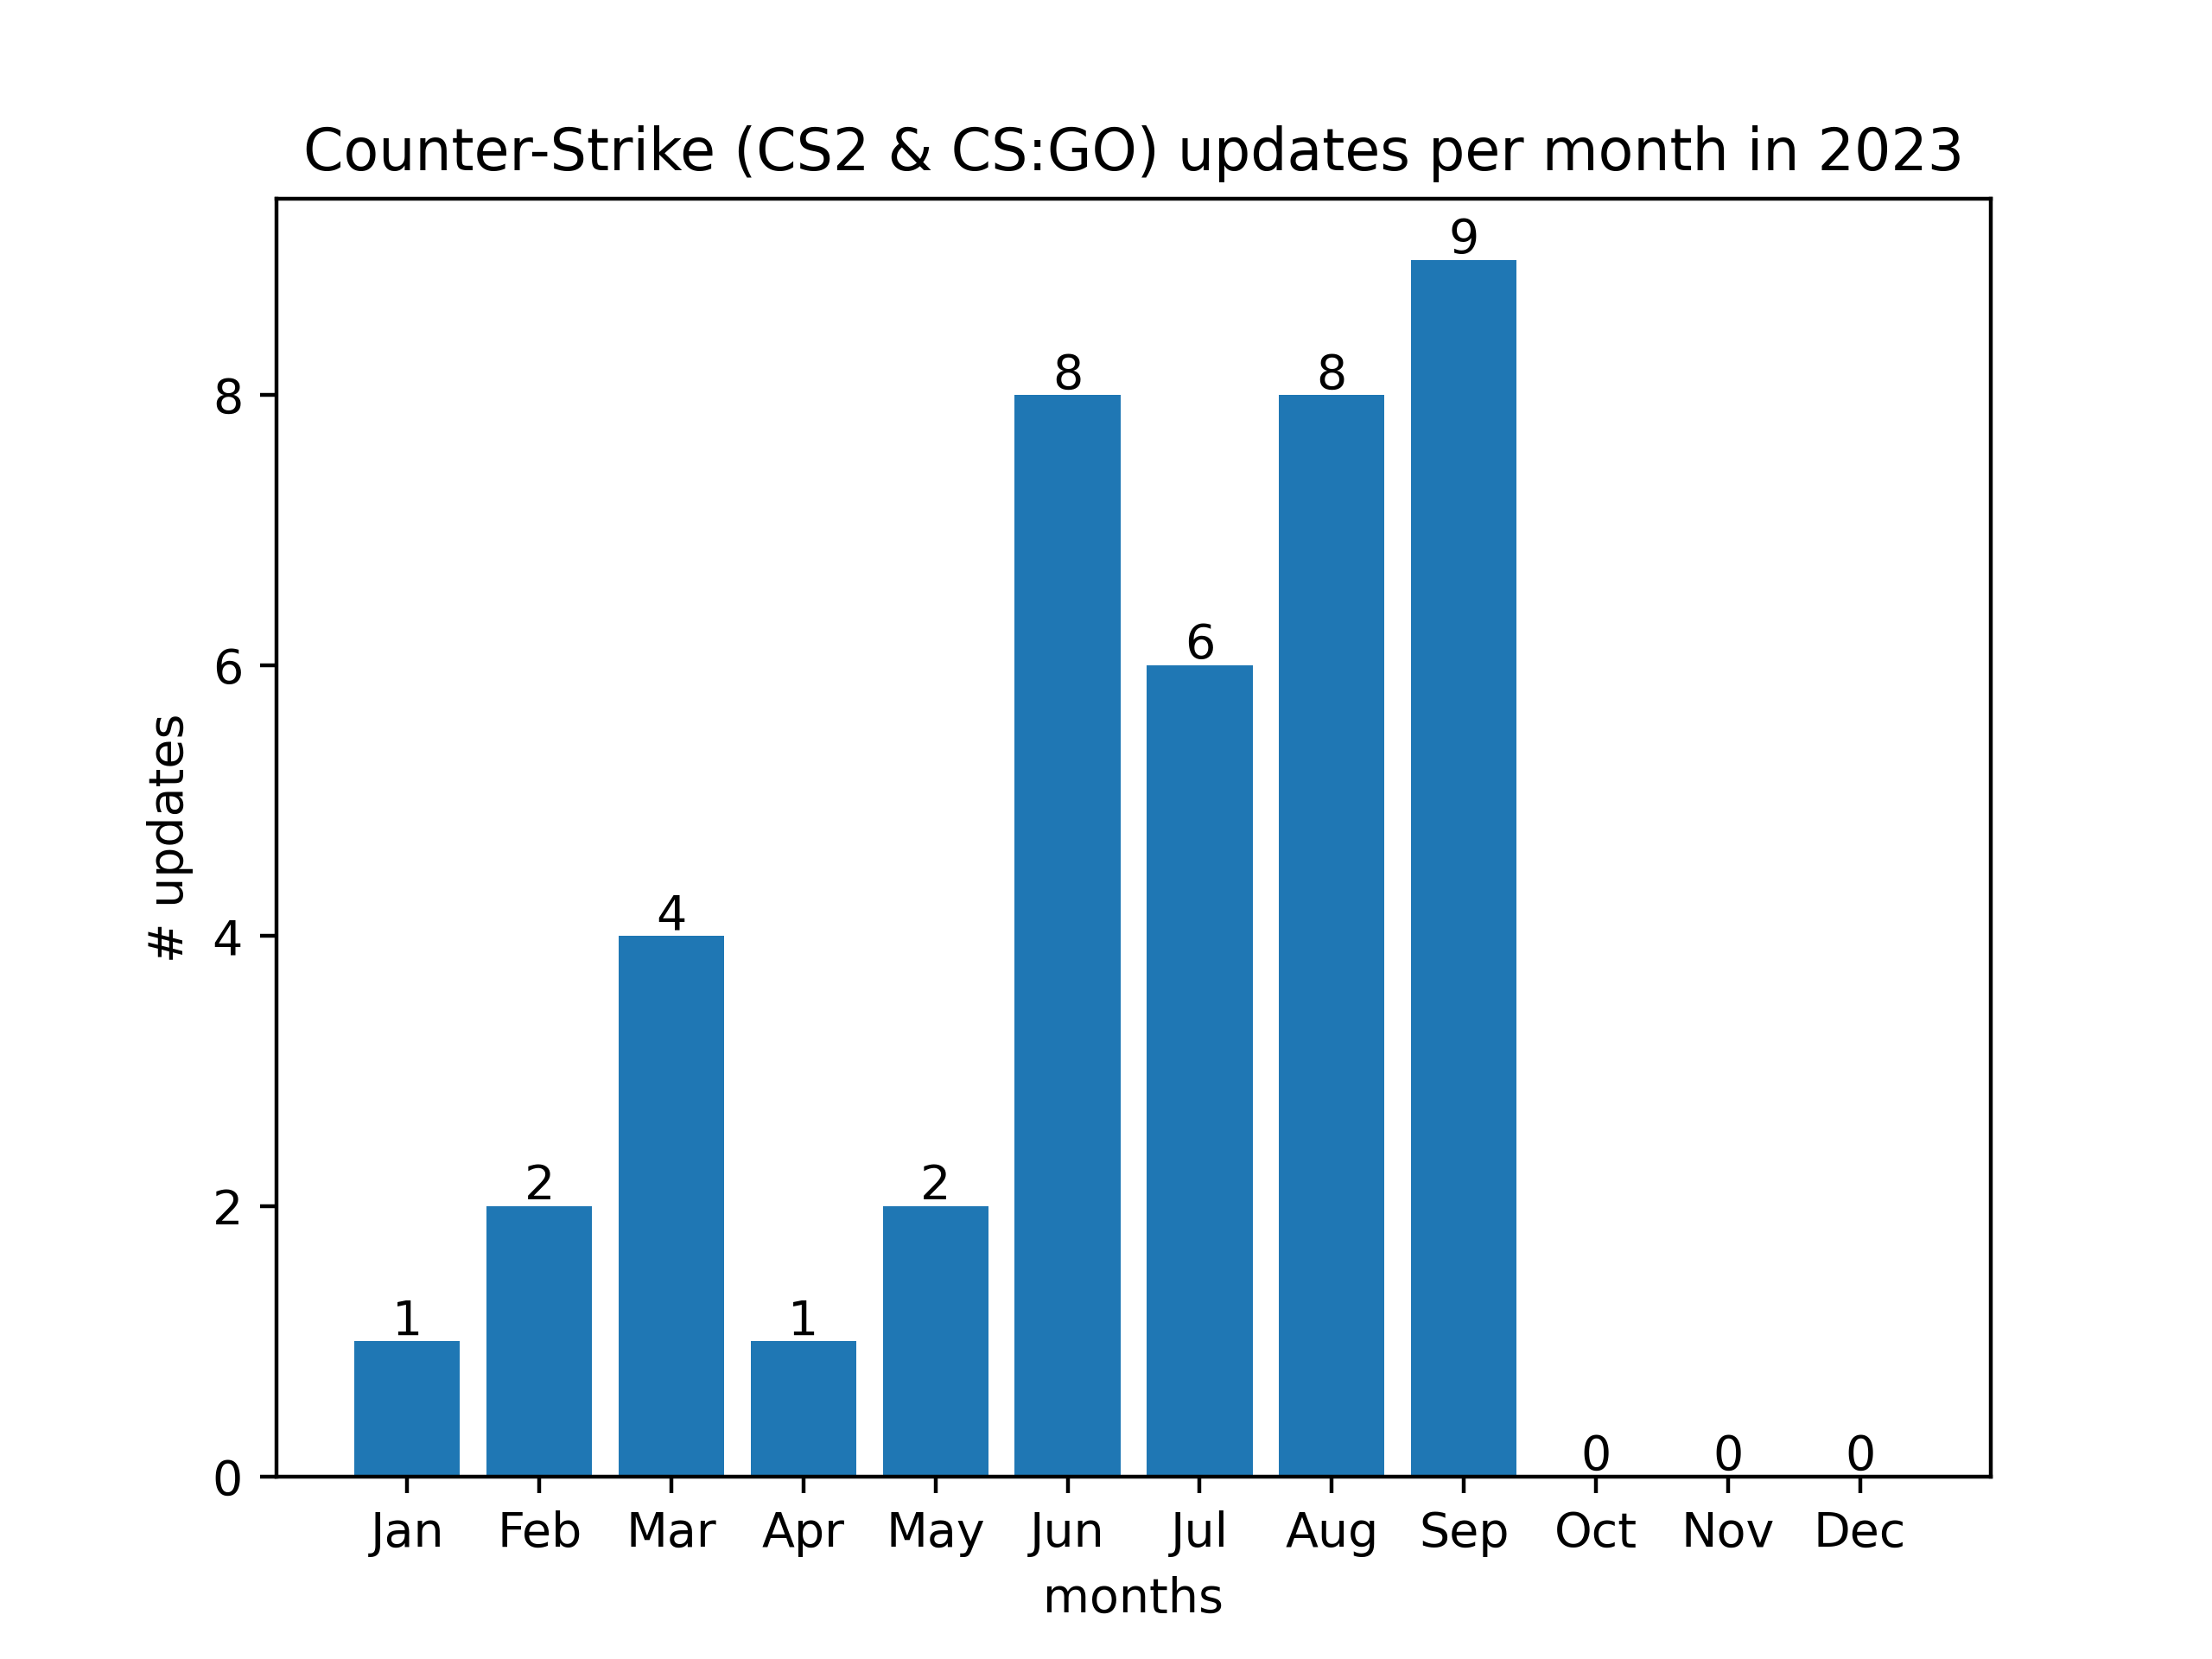 Counter-Strike (CS2 & CS:GO) updates per month in 2023
9
8 8
8
6
6
# updates
4
4
2 2
2
1 1
0 0 0
0
Jan Feb Mar Apr May Jun Jul Aug Sep Oct Nov Dec
months